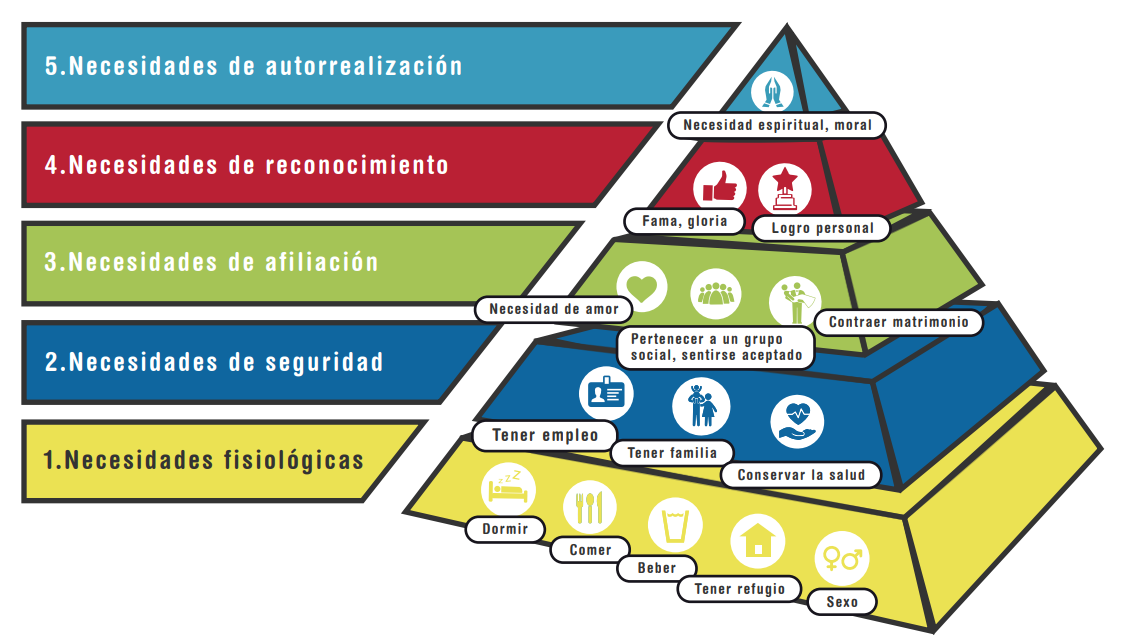 5.Necesidades de autorrealización
Necesidad espiritual, moral
4.Necesidades de reconocimiento
Fama, gloria
Logro personal
3.Necesidades de afiliación
Necesidad de amor
Pertenecer a un grupo
social, sentirse aceptado
Contraer matrimonio
2.Necesidades de seguridad
Tener empleo
Tener familia
Conservar la salud
1.Necesidades fisiológicas
zzZ
Dormir
Comer
Beber
Tener refugio
Sexo